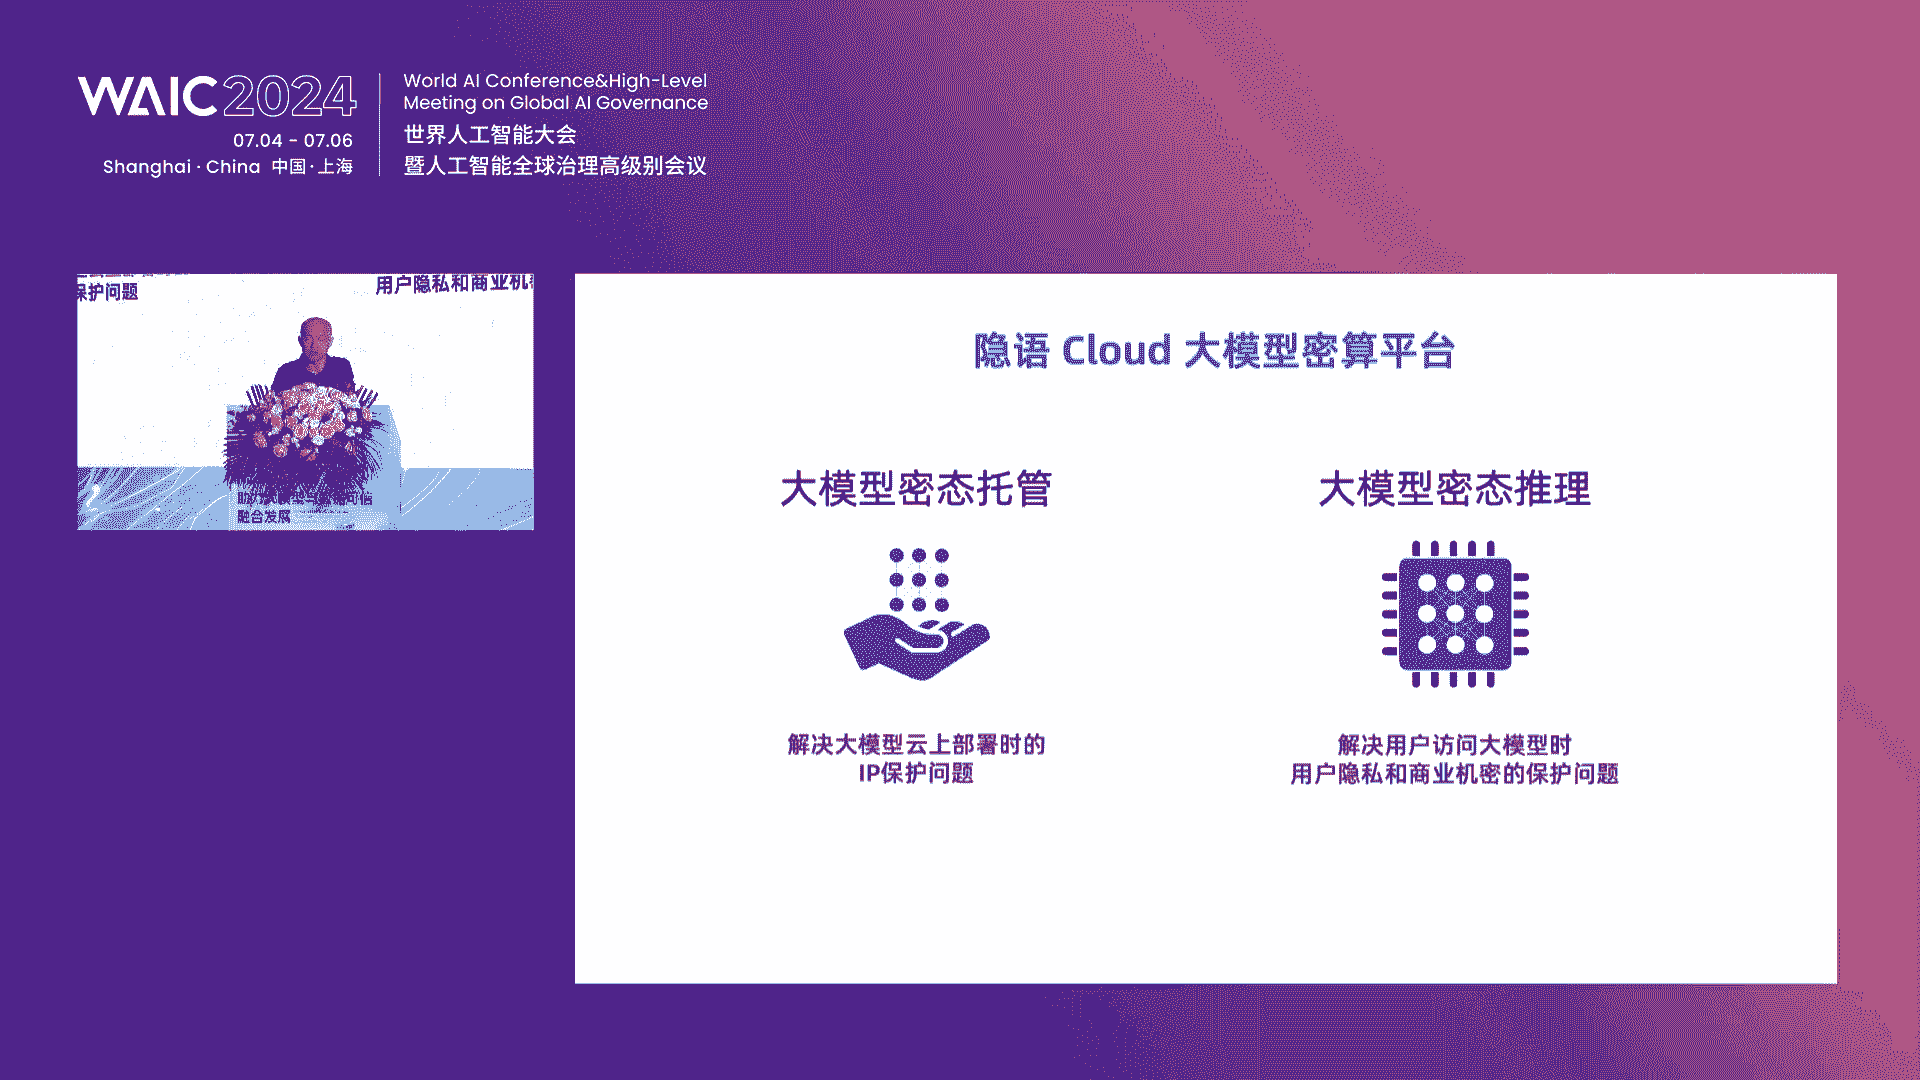 WAIC 2024
07.04 - 07.06
Shanghai · China 中国·上海
World AI Conference&High-Level
Meeting on Global AI Governance
世界人工智能大会
暨人工智能全球治理高级别会议
保护问题
用户隐私和商业机
融合发展
隐语 Cloud 大模型密算平台
大模型密态托管
解决大模型云上部署时的
IP保护问题
大模型密态推理
解决用户访问大模型时
用户隐私和商业机密的保护问题